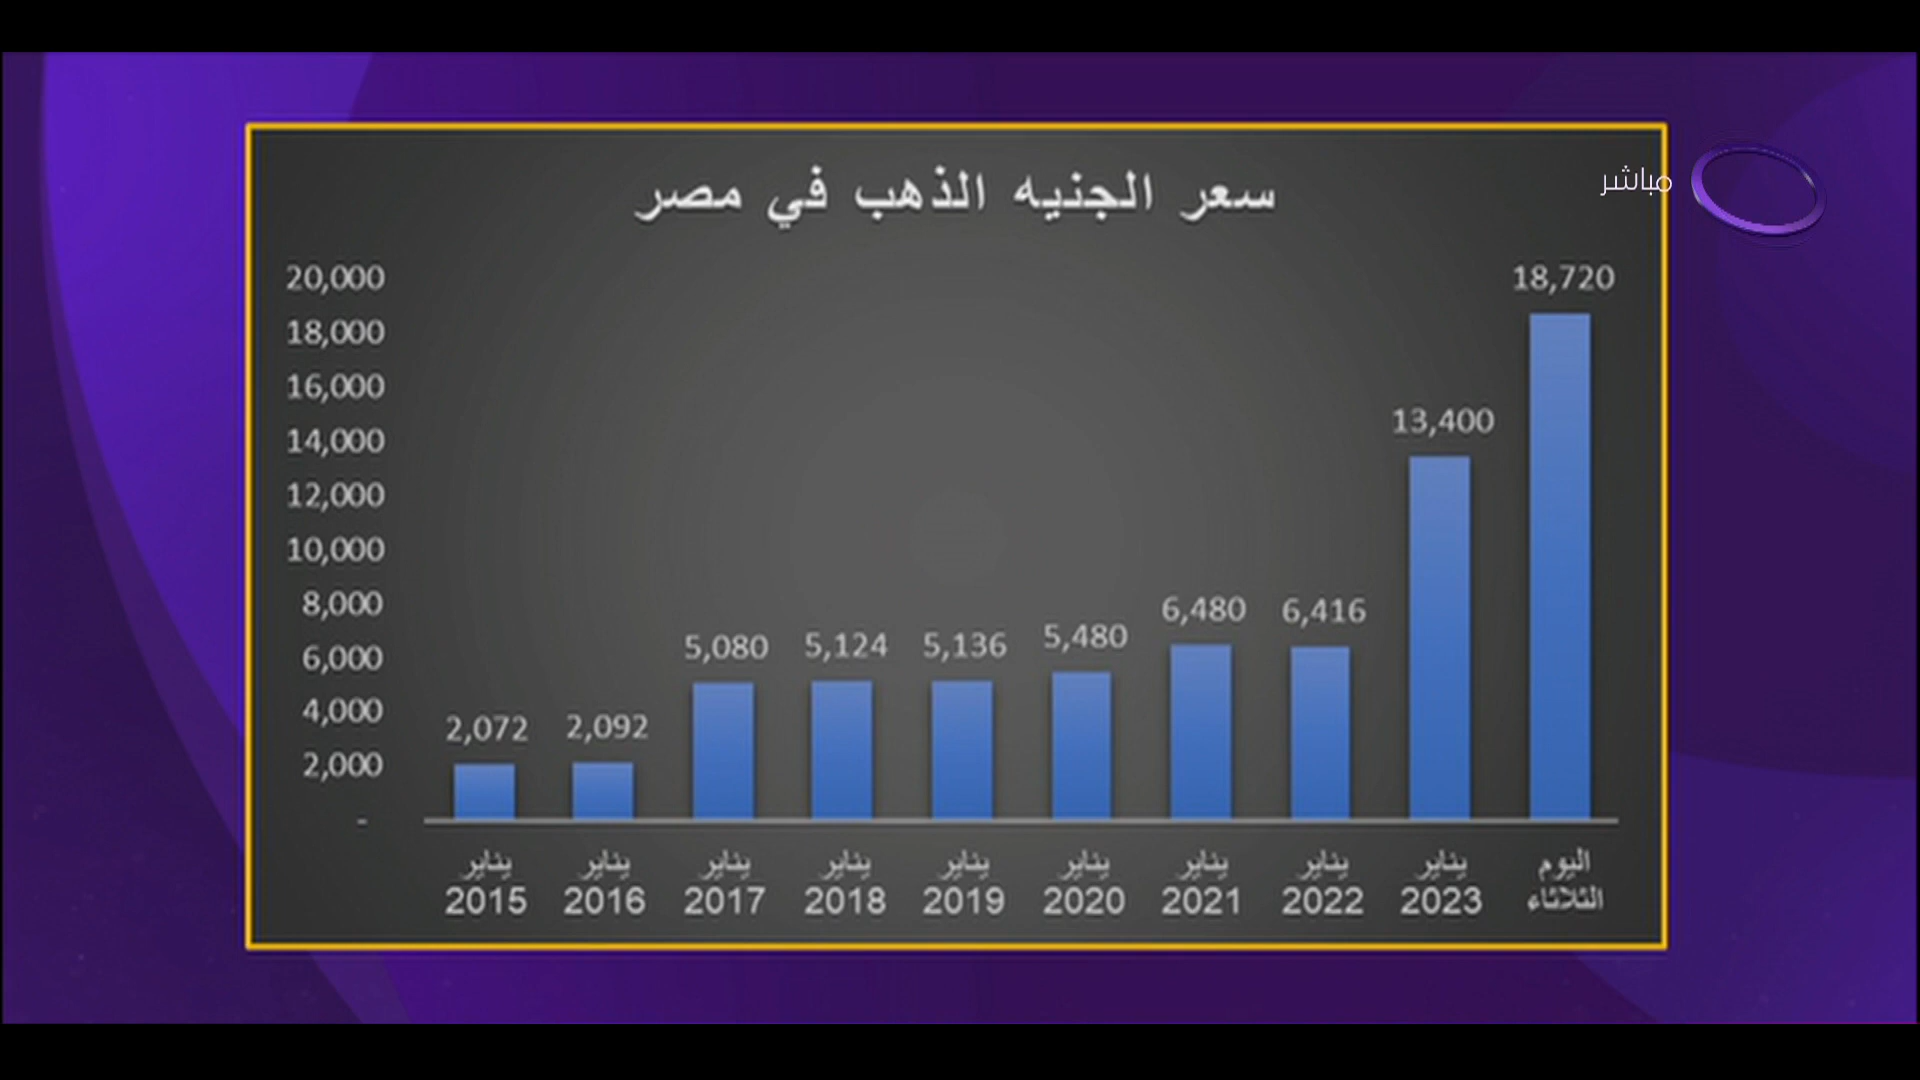 سعر الجنيه الذهب في مصر
مباشر
20,000
18,000
16,000
14,000
12,000
10,000
8,000
6,000
4,000
2,000
-
2,072
2,092
5,080
5,124
5,136
5,480
6,480
6,416
13,400
18,720
يناير 2015
يناير 2016
يناير 2017
يناير 2018
يناير 2019
يناير 2020
يناير 2021
يناير 2022
يناير 2023
اليوم الثلاثاء